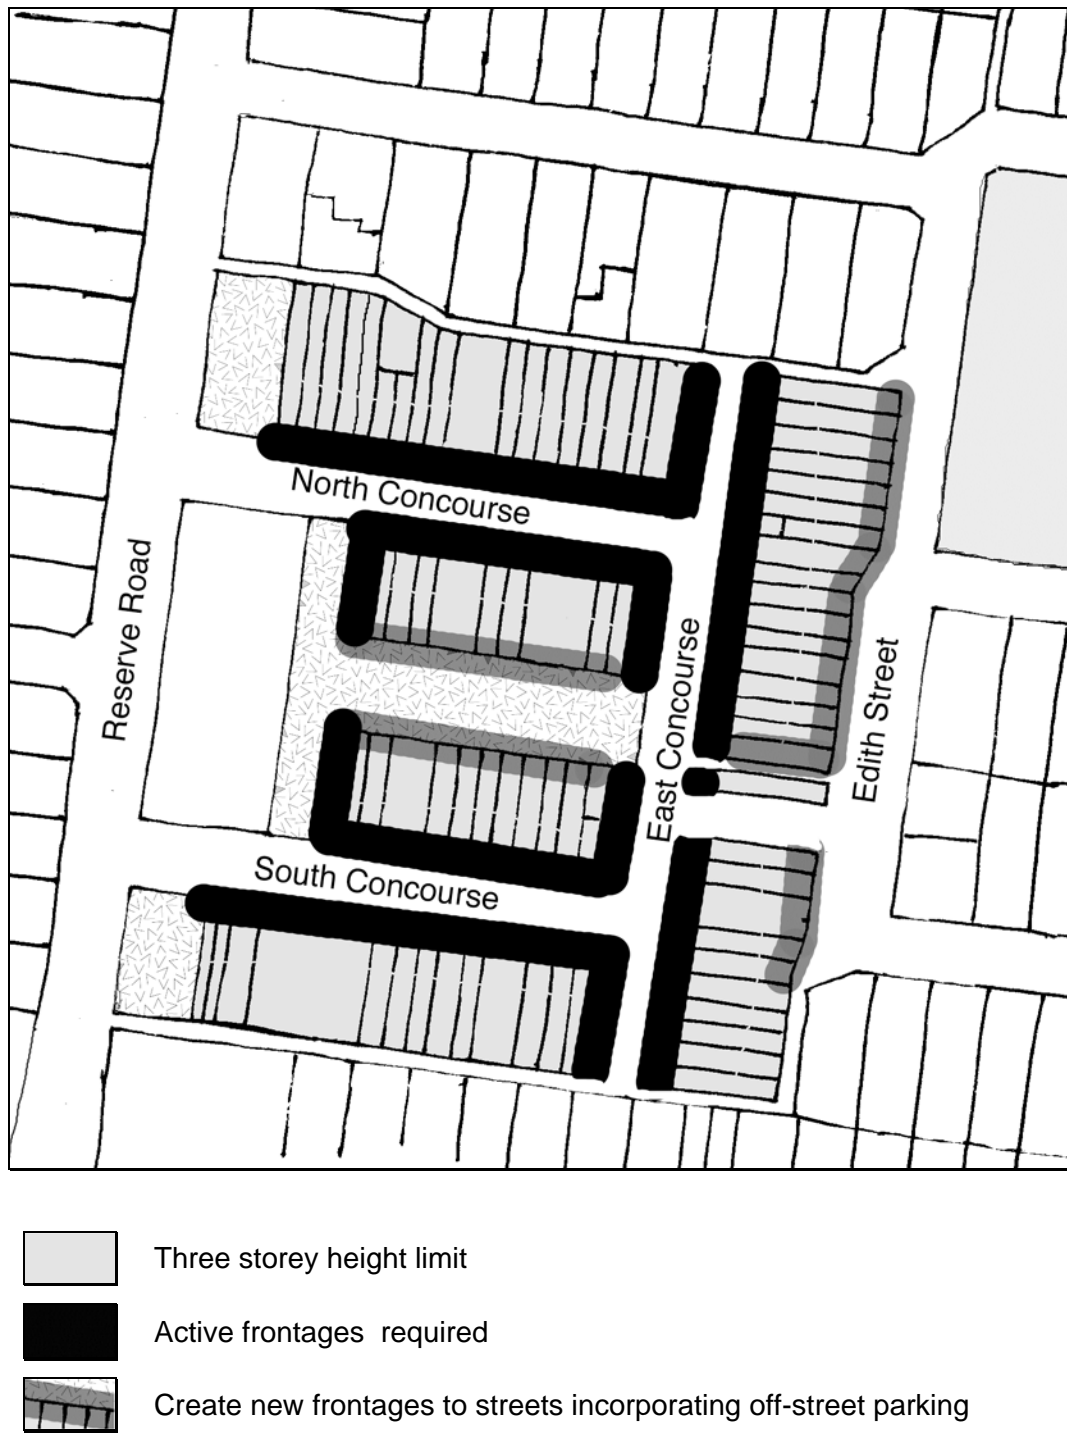 North Concourse
Reserve Road
East Concourse
Edith Street
South Concourse
Three storey height limit
Active frontages required
Create new frontages to streets incorporating off-street parking